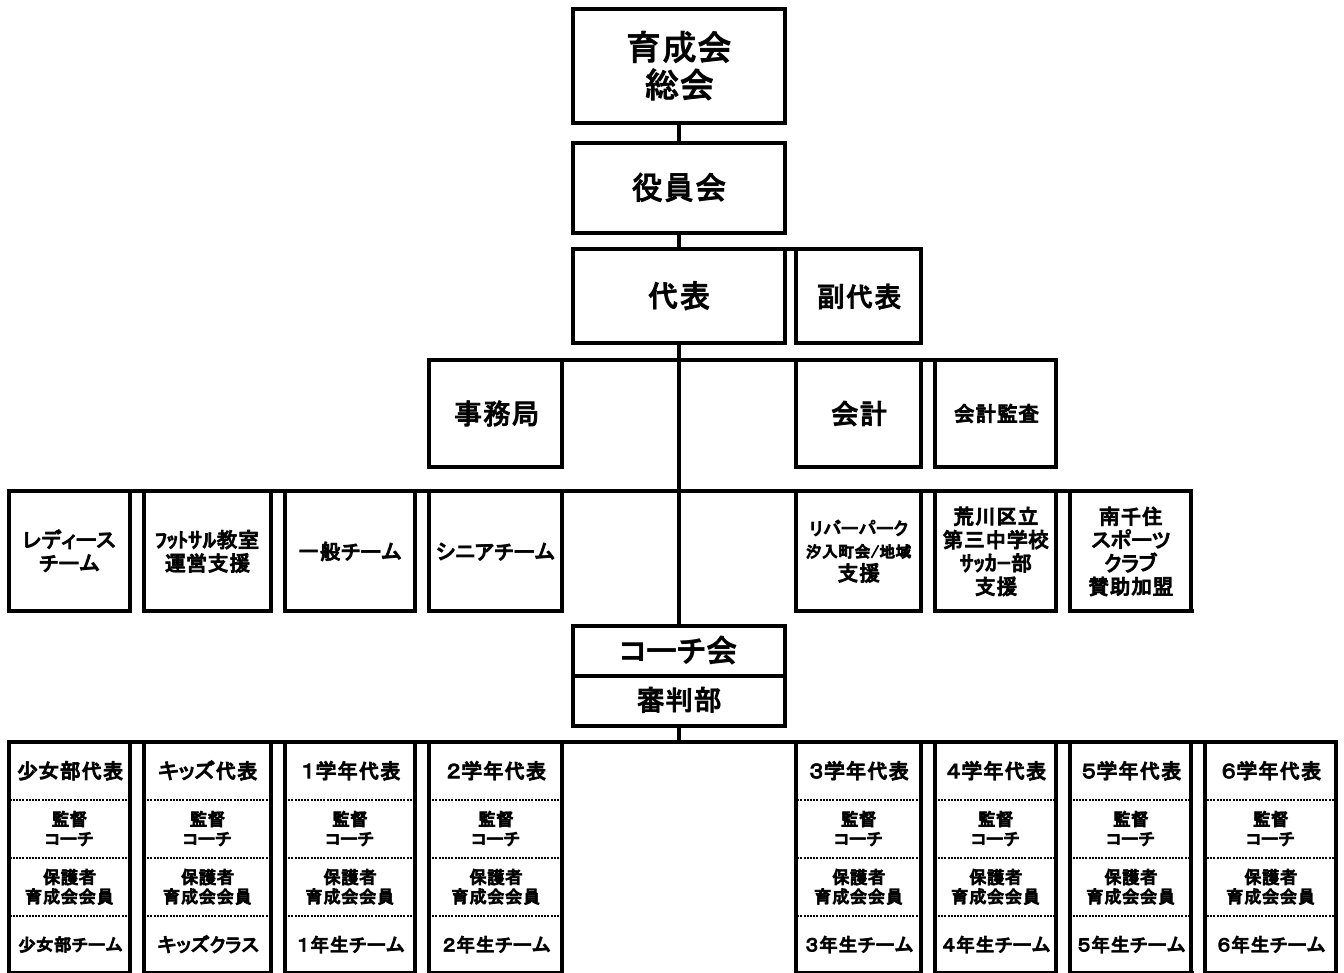 育成会
総会
役員会
代表
副代表
事務局
会計
会計監査
レディース
チーム
フットサル教室
運営支援
一般チーム
シニアチーム
リバーパーク
汐入町会/地域
支援
荒川区立
第三中学校
サッカー部
支援
南千住
スポーツ
クラブ
賛助加盟
コーチ会
審判部
少女部代表
キッズ代表
1学年代表
2学年代表
3学年代表
4学年代表
5学年代表
6学年代表
監督
コーチ
監督
コーチ
監督
コーチ
監督
コーチ
監督
コーチ
監督
コーチ
監督
コーチ
監督
コーチ
保護者
育成会会員
保護者
育成会会員
保護者
育成会会員
保護者
育成会会員
保護者
育成会会員
保護者
育成会会員
保護者
育成会会員
保護者
育成会会員
少女部チーム
キッズクラス
1年生チーム
2年生チーム
3年生チーム
4年生チーム
5年生チーム
6年生チーム